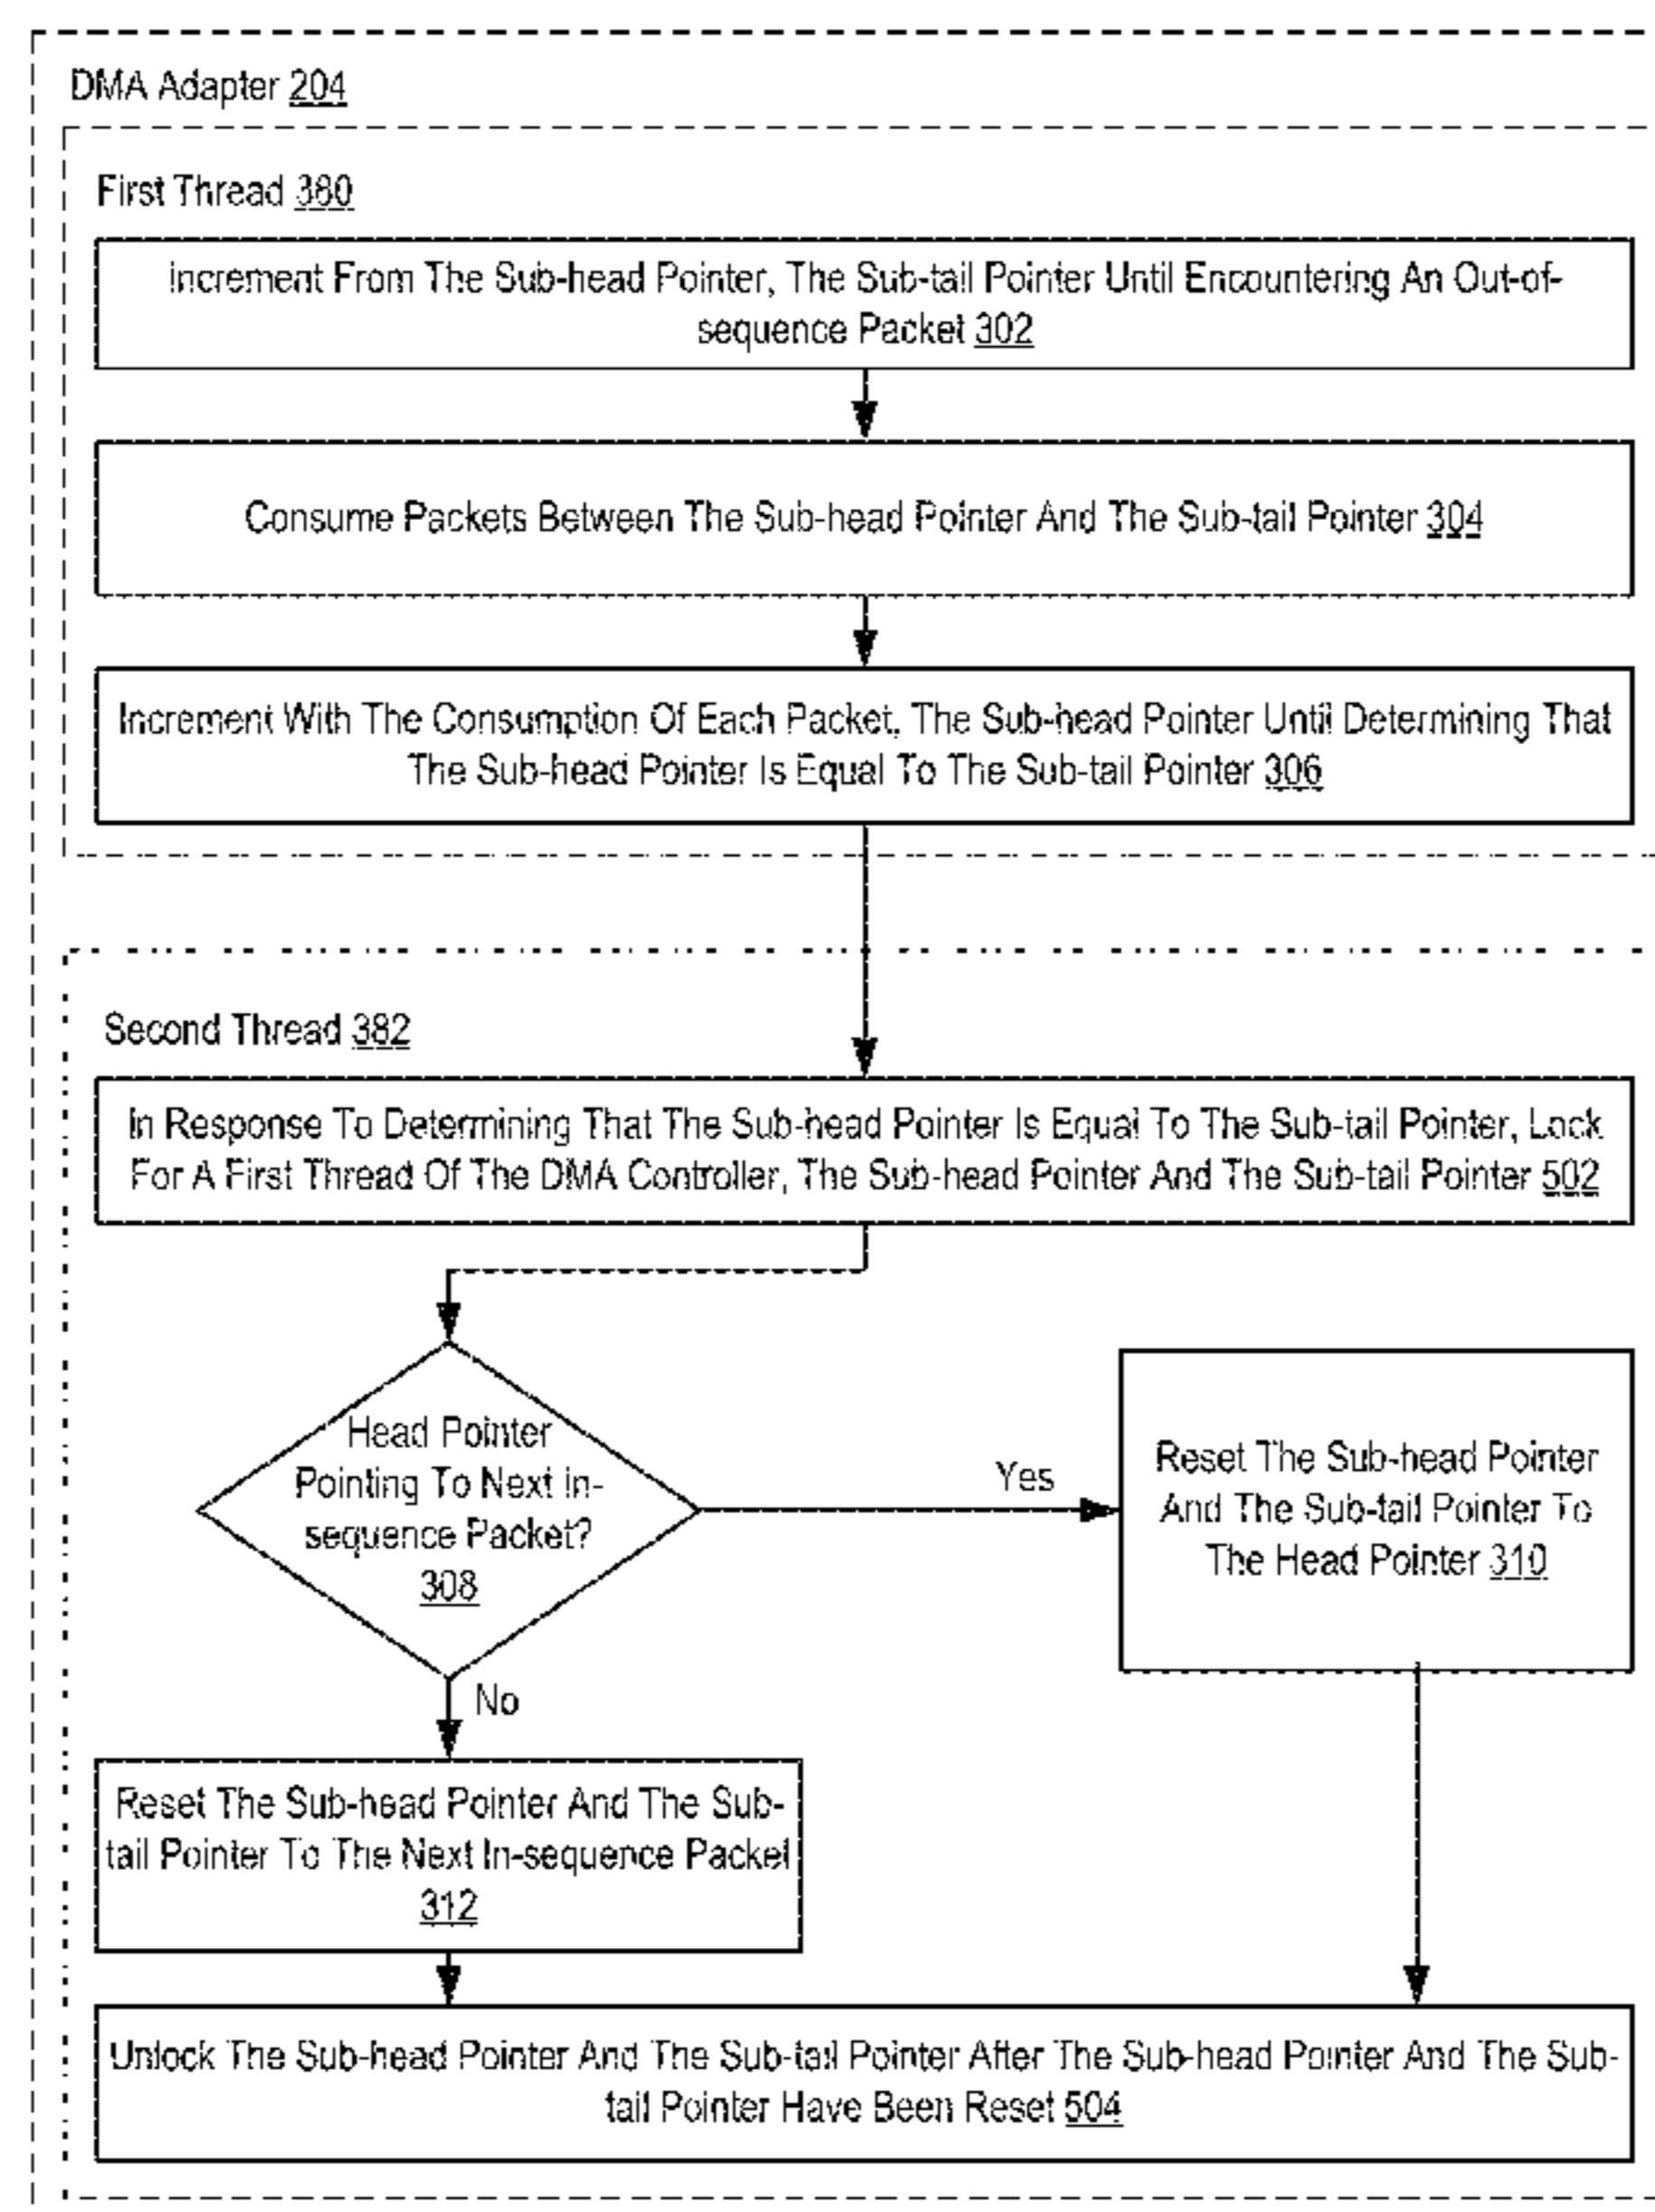 DMA Adapter 204
First Thread 380
Increment From The Sub-head Pointer, The Sub-tail Pointer Until Encountering An Out-of-
sequence Packet 302
Consume Packets Between The Sub-head Pointer And The Sub-tail Pointer 304
Increment With The Consumption Of Each Packet, The Sub-head Pointer Until Determining That
The Sub-head Pointer Is Equal To The Sub-tail Pointer 306
Second Thread 382
In Response To Determining That The Sub-head Pointer Is Equal To The Sub-tail Pointer, Lock
For A First Thread Of The DMA Controller, The Sub-head Pointer And The Sub-tail Pointer 502
Head Pointer
Pointing To Next In-
sequence Packet?
308
Yes
Reset The Sub-head Pointer
And The Sub-tail Pointer To
The Head Pointer 310
No
Reset The Sub-head Pointer And The Sub-
tail Pointer To The Next In-sequence Packet
312
Unlock The Sub-head Pointer And The Sub-tail Pointer After The Sub-head Pointer And The Sub-
tail Pointer Have Been Reset 504